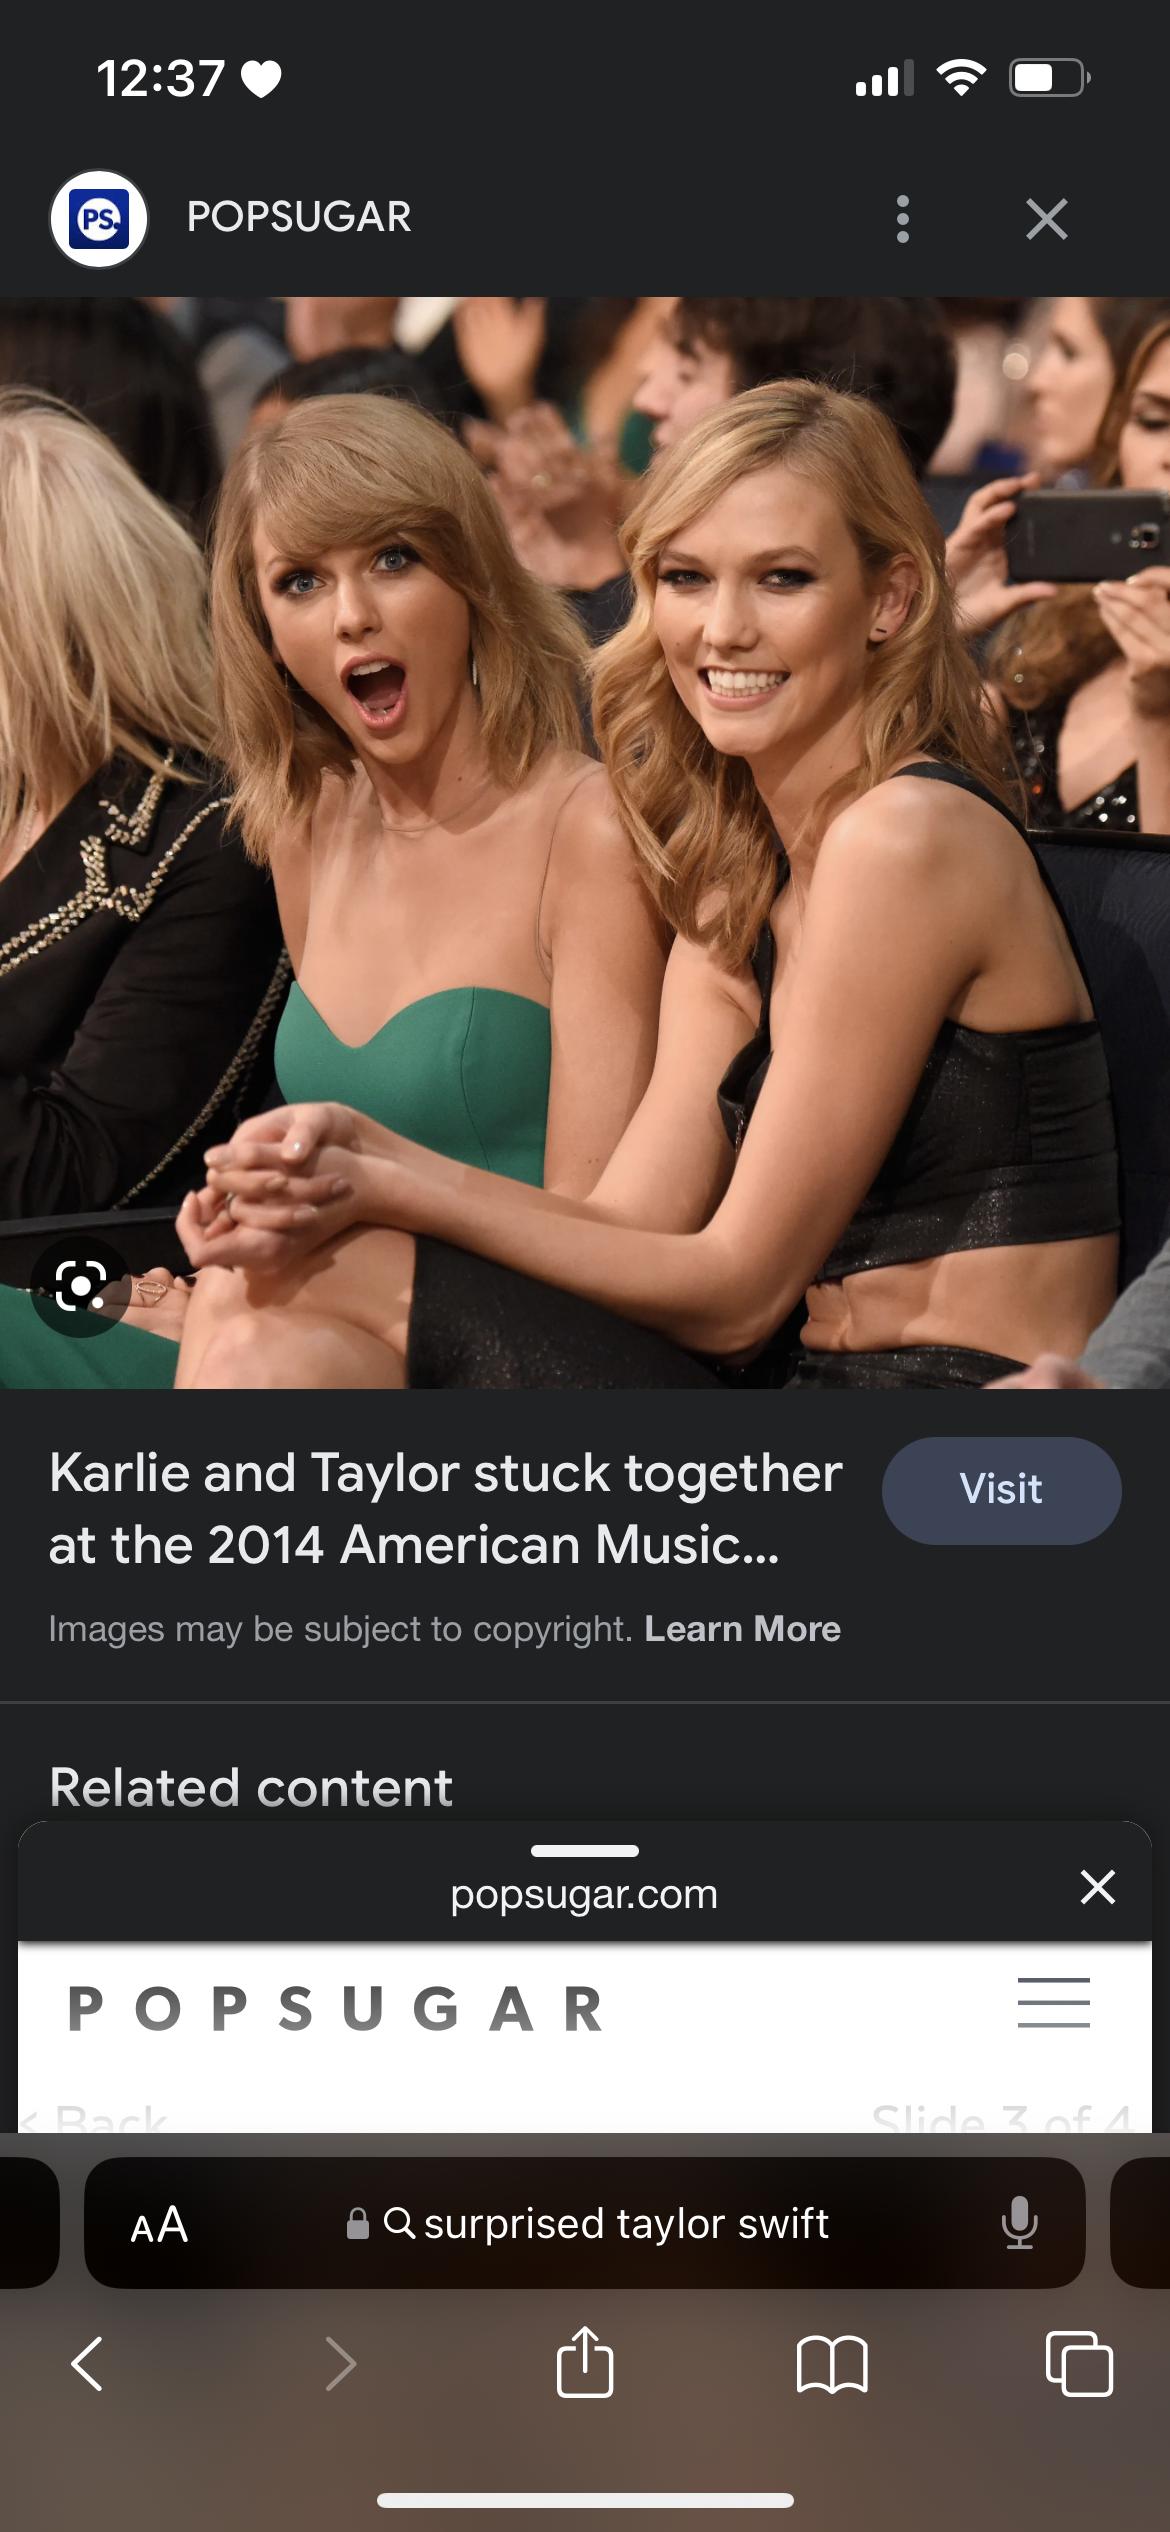 12:37
PS.
POPSUGAR
Karlie and Taylor stuck together
at the 2014 American Music...
Visit
Images may be subject to copyright. Learn More
Related content
popsugar.com
POPSUGAR
< Back
Slide 3 of 4
AA
surprised taylor swift